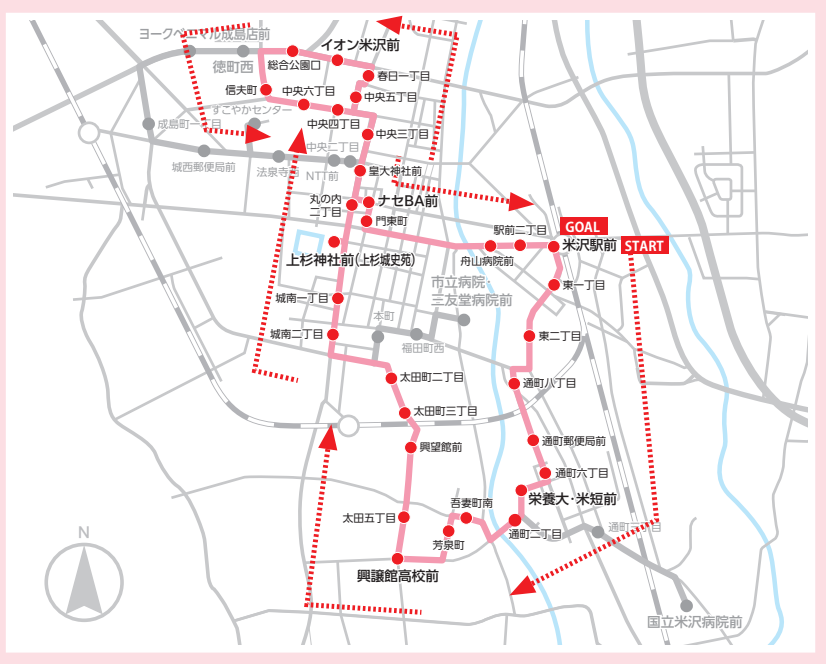 ヨークベニマル成島店前
イオン米沢前
徳町西
総合公園口
春日一丁目
信夫町
中央六丁目
中央五丁目
すこやかセンター
成島町一丁目
中央四丁目
中央三丁目
中央二丁目
城西郵便局前
法泉寺前
NTT前
皇大神社前
丸の内
二丁目
ナセBA前
門東町
駅前二丁目
GOAL
米沢駅前
START
舟山病院前
上杉神社前(上杉城史苑)
東一丁目
市立病院・
三友堂病院前
城南一丁目
本町
城南二丁目
福田町西
東二丁目
太田町二丁目
通町八丁目
太田町三丁目
興望館前
通町郵便局前
通町六丁目
栄養大・米短前
吾妻町南
太田五丁目
通町二丁目
芳泉町
N
興譲館高校前
国立米沢病院前